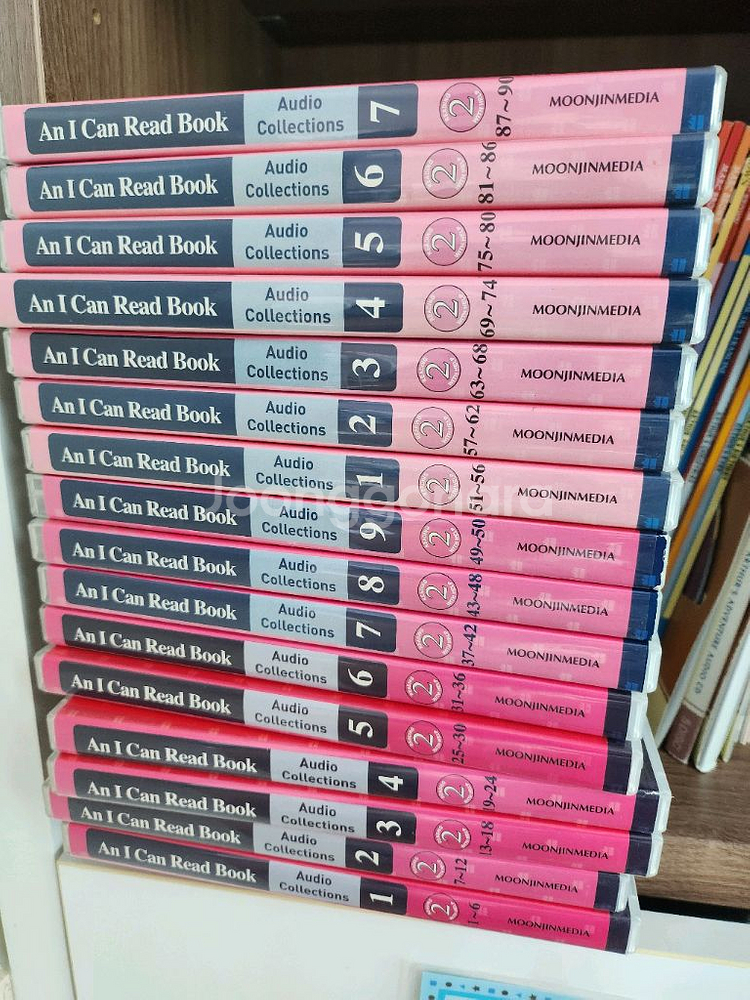 An I Can Read Book Audio Collections 7 2 87~90 MOONJINMEDIA
An I Can Read Book Audio Collections 6 2 81~86 MOONJINMEDIA
An I Can Read Book Audio Collections 5 2 75~80 MOONJINMEDIA
An I Can Read Book Audio Collections 4 2 69~74 MOONJINMEDIA
An I Can Read Book Audio Collections 3 2 63~68 MOONJINMEDIA
An I Can Read Book Audio Collections 2 2 57~62 MOONJINMEDIA
An I Can Read Book Audio Collections 1 2 51~56 MOONJINMEDIA
Joonggonara
An I Can Read Book Audio Collections 9 2 49~50 MOONJINMEDIA
An I Can Read Book Audio Collections 8 2 43~48 MOONJINMEDIA
An I Can Read Book Audio Collections 7 2 37~42 MOONJINMEDIA
An I Can Read Book Audio Collections 6 2 31~36 MOONJINMEDIA
An I Can Read Book Audio Collections 5 2 25~30 MOONJINMEDIA
An I Can Read Book Audio Collections 4 2 19~24 MOONJINMEDIA
An I Can Read Book Audio Collections 3 2 13~18 MOONJINMEDIA
An I Can Read Book Audio Collections 2 2 7~12 MOONJINMEDIA
An I Can Read Book Audio Collections 1 2 1~6 MOONJINMEDIA
ARTHUR'S ADVENTURE AUDIO CD